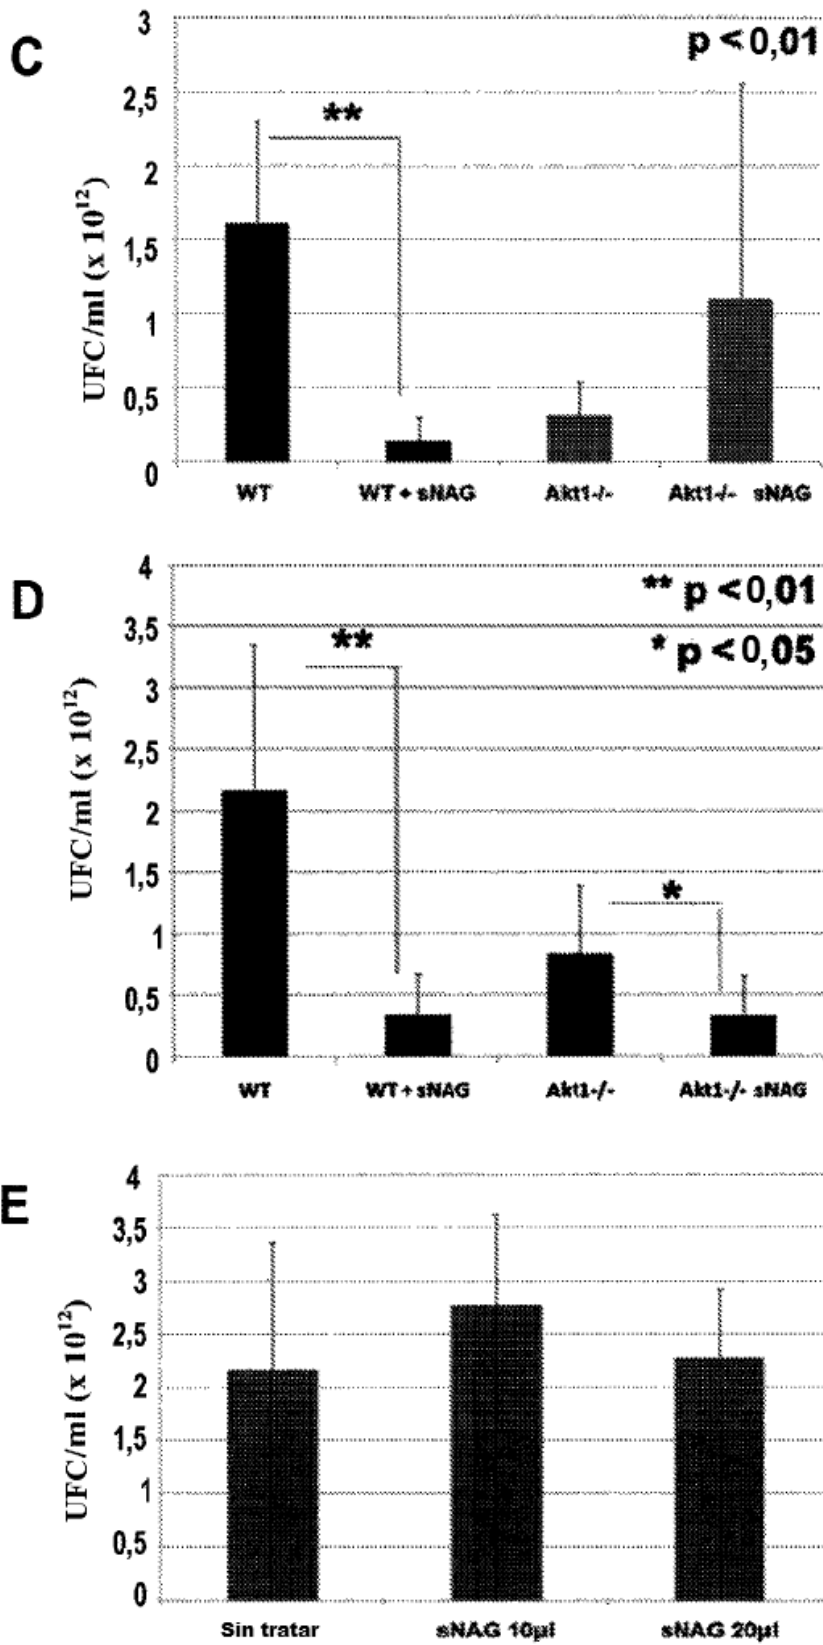 C
p < 0,01
**
UFC/ml (x 10¹²)
3
2,5
2
1,5
1
0,5
0
WT WT + sNAG Akt1-/- Akt1-/- sNAG
D
** p < 0,01
* p < 0,05
**
*
UFC/ml (x 10¹²)
4
3,5
3
2,5
2
1,5
1
0,5
0
WT WT + sNAG Akt1-/- Akt1-/- sNAG
E
UFC/ml (x 10¹²)
4
3,5
3
2,5
2
1,5
1
0,5
0
Sin tratar sNAG 10µl sNAG 20µl